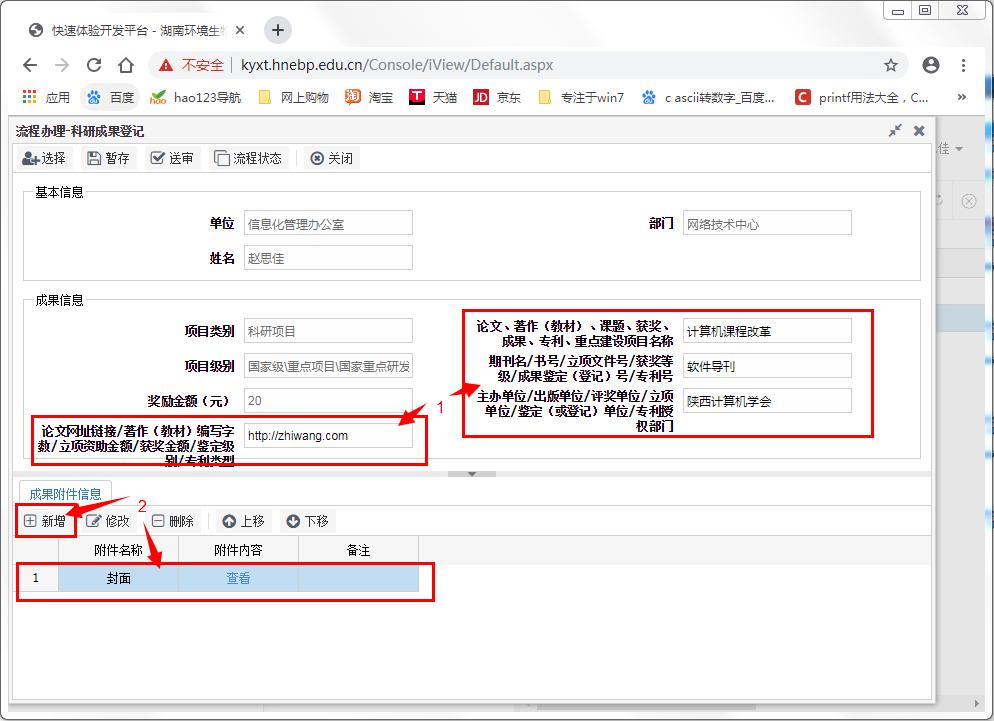 快速体验开发平台 - 湖南环境生物
不安全 kyxt.hnebp.edu.cn/Console/iView/Default.aspx
应用 百度 hao123导航 网上购物 淘宝 天猫 京东 专注于win7 c ascii转数字_百度... printf用法大全，C... »
流程办理-科研成果登记
佳
选择 暂存 送审 流程状态 关闭
基本信息
单位 信息化管理办公室 部门 网络技术中心
姓名 赵思佳
成果信息
项目类别 科研项目
论文、著作（教材）、课题、获奖、
成果、专利、重点建设项目名称 计算机课程改革
项目级别 国家级\重点项目\国家重点研发
期刊名/书号/立项文件号/获奖等
级/成果鉴定（登记）号/专利号 软件导刊
奖励金额（元） 20
主办单位/出版单位/评奖单位/立项
单位/鉴定（或登记）单位/专利授
权部门 陕西计算机学会
1
论文网址链接/著作（教材）编写字
数/立项资助金额/获奖金额/鉴定级
别/专利类型 http://zhiwang.com
成果附件信息
2
新增 修改 删除 上移 下移
附件名称 附件内容 备注
1 封面 查看